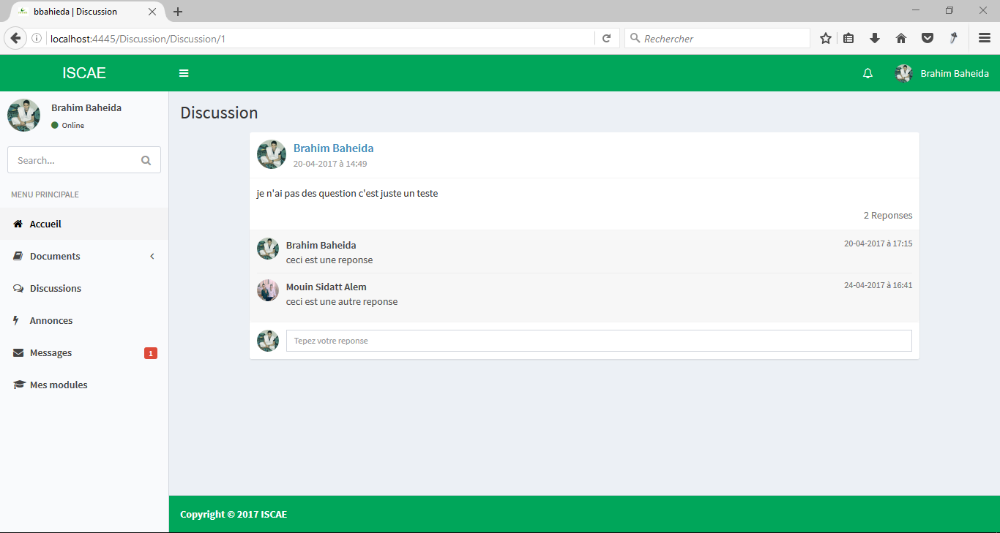 bbahieda | Discussion
localhost:4445/Discussion/Discussion/1
Rechercher
ISCAE
Brahim Baheida
Brahim Baheida
Online
Search...
MENU PRINCIPALE
Accueil
Documents
Discussions
Annonces
Messages
1
Mes modules
Discussion
Brahim Baheida
20-04-2017 à 14:49
je n'ai pas des question c'est juste un teste
2 Reponses
Brahim Baheida
20-04-2017 à 17:15
ceci est une reponse
Mouin Sidatt Alem
24-04-2017 à 16:41
ceci est une autre reponse
Tepez votre reponse
Copyright © 2017 ISCAE